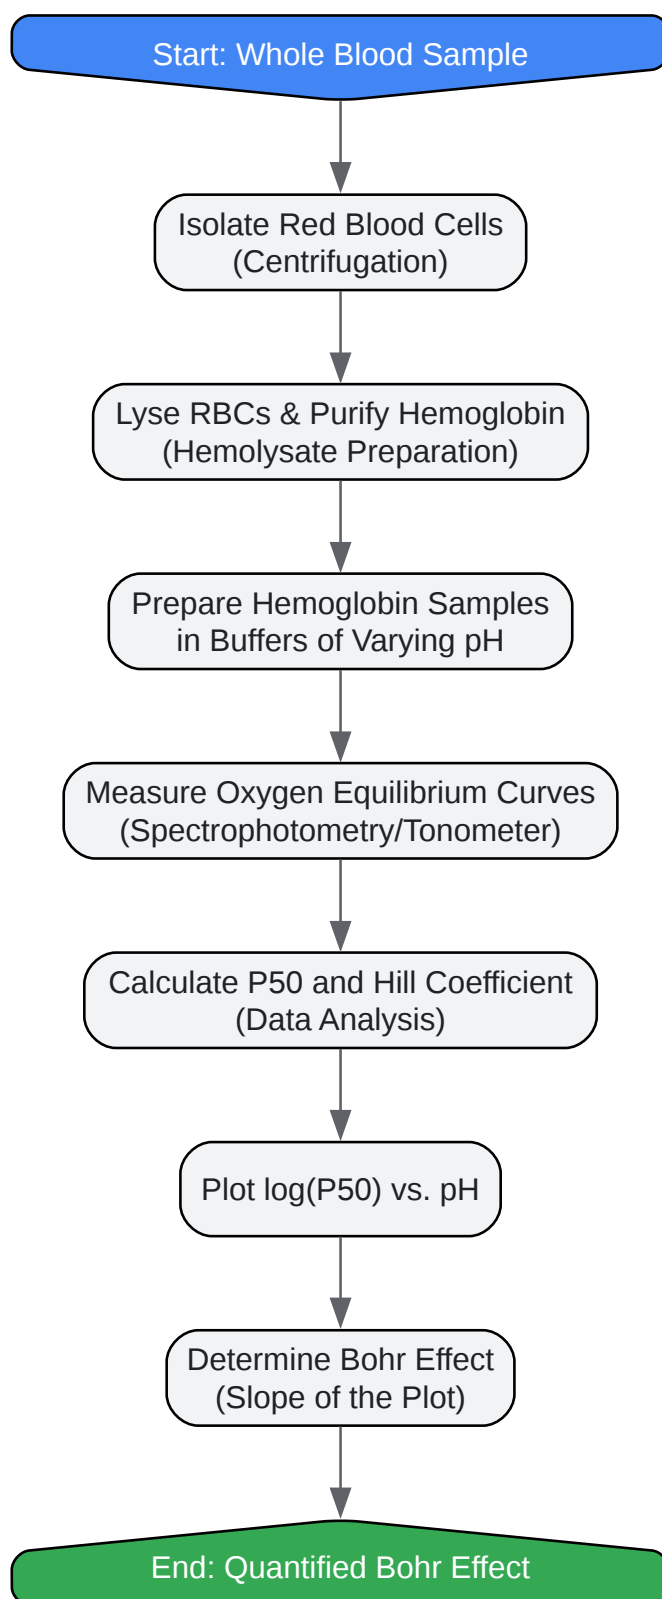 Start: Whole Blood Sample
Isolate Red Blood Cells
(Centrifugation)
Lyse RBCs & Purify Hemoglobin
(Hemolysate Preparation)
Prepare Hemoglobin Samples
in Buffers of Varying pH
Measure Oxygen Equilibrium Curves
(Spectrophotometry/Tonometer)
Calculate P50 and Hill Coefficient
(Data Analysis)
Plot log(P50) vs. pH
Determine Bohr Effect
(Slope of the Plot)
End: Quantified Bohr Effect